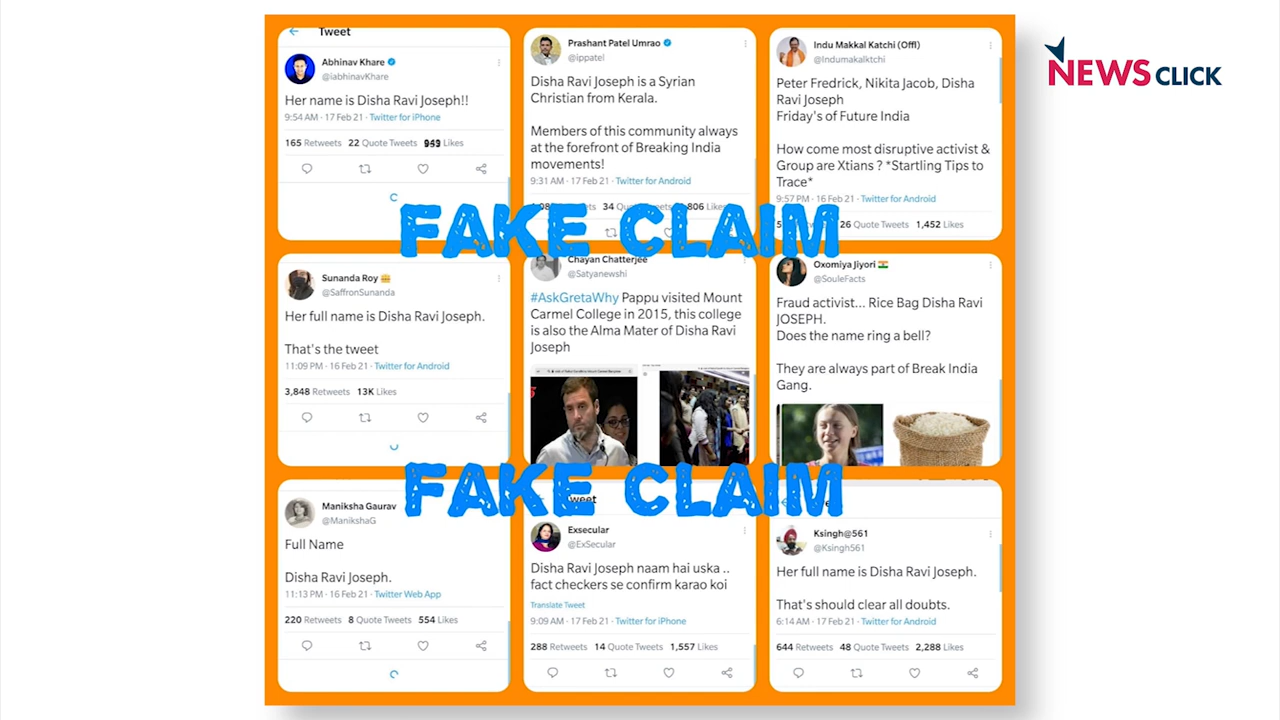 NEWSCLICK
Tweet
Abhinav Khare
@iabhinavKhare
Her name is Disha Ravi Joseph!!
9:54 AM · 17 Feb 21 · Twitter for iPhone
165 Retweets 22 Quote Tweets Likes
Prashant Patel Umrao
@ippatel
Disha Ravi Joseph is a Syrian
Christian from Kerala.
Members of this community always
at the forefront of Breaking India
movements!
9:31 AM · 17 Feb 21 · Twitter for Android
34 806 Likes
Indu Makkal Katchi (Offl)
@Indumakalktchi
Peter Fredrick, Nikita Jacob, Disha
Ravi Joseph
Friday's of Future India
How come most disruptive activist &
Group are Xtians ? *Startling Tips to
Trace*
9:57 PM · 16 Feb 21 · Twitter for Android
26 Quote Tweets 1,452 Likes
FAKE CLAIM
Sunanda Roy
@SaffronSunanda
Her full name is Disha Ravi Joseph.
That's the tweet
11:09 PM · 16 Feb 21 · Twitter for Android
3,848 Retweets 13K Likes
Chayan Chatterjee
@Satyanewshi
#AskGretaWhy Pappu visited Mount
Carmel College in 2015, this college
is also the Alma Mater of Disha Ravi
Joseph
Oxomiya Jiyori
@SouleFacts
Fraud activist... Rice Bag Disha Ravi
JOSEPH.
Does the name ring a bell?
They are always part of Break India
Gang.
FAKE CLAIM
Maniksha Gaurav
@ManikshaG
Full Name
Disha Ravi Joseph.
11:13 PM · 16 Feb 21 · Twitter Web App
220 Retweets 8 Quote Tweets 554 Likes
Tweet
Exsecular
@ExSecular
Disha Ravi Joseph naam hai uska ..
fact checkers se confirm karao koi
Translate Tweet
9:09 AM · 17 Feb 21 · Twitter for iPhone
288 Retweets 14 Quote Tweets 1,557 Likes
Ksingh@561
@Ksingh561
Her full name is Disha Ravi Joseph.
That's should clear all doubts.
6:14 AM · 17 Feb 21 · Twitter for Android
644 Retweets 48 Quote Tweets 2,288 Likes